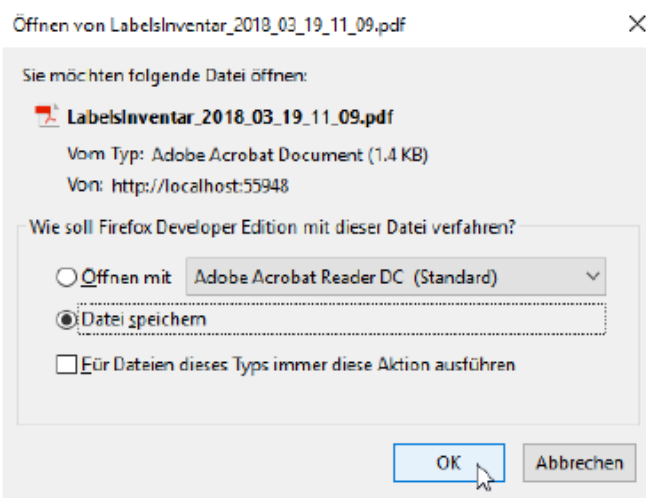 Öffnen von LabelsInventar_2018_03_19_11_09.pdf
Sie möchten folgende Datei öffnen:
LabelsInventar_2018_03_19_11_09.pdf
Vom Typ: Adobe Acrobat Document (1.4 KB)
Von: http://localhost:55948
Wie soll Firefox Developer Edition mit dieser Datei verfahren?
Öffnen mit Adobe Acrobat Reader DC (Standard)
Datei speichern
Für Dateien dieses Typs immer diese Aktion ausführen
OK Abbrechen